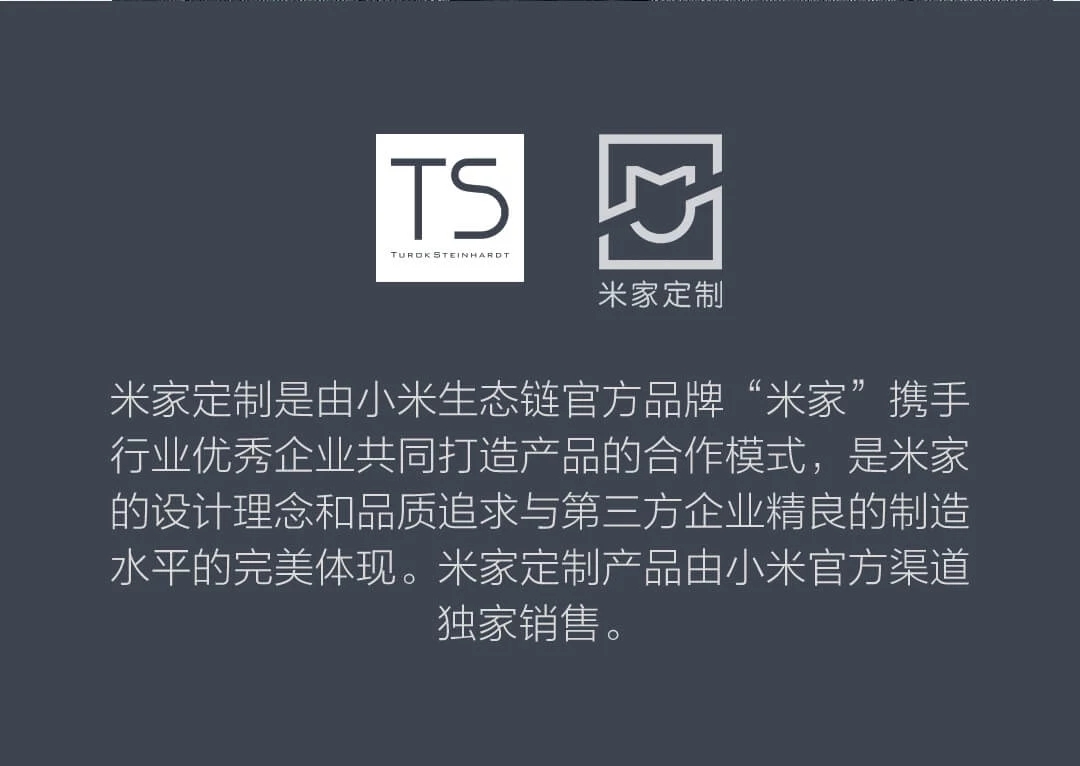 TS
TUROKSTEINHARDT
米家定制
米家定制是由小米生态链官方品牌“米家”携手
行业优秀企业共同打造产品的合作模式，是米家
的设计理念和品质追求与第三方企业精良的制造
水平的完美体现。米家定制产品由小米官方渠道
独家销售。